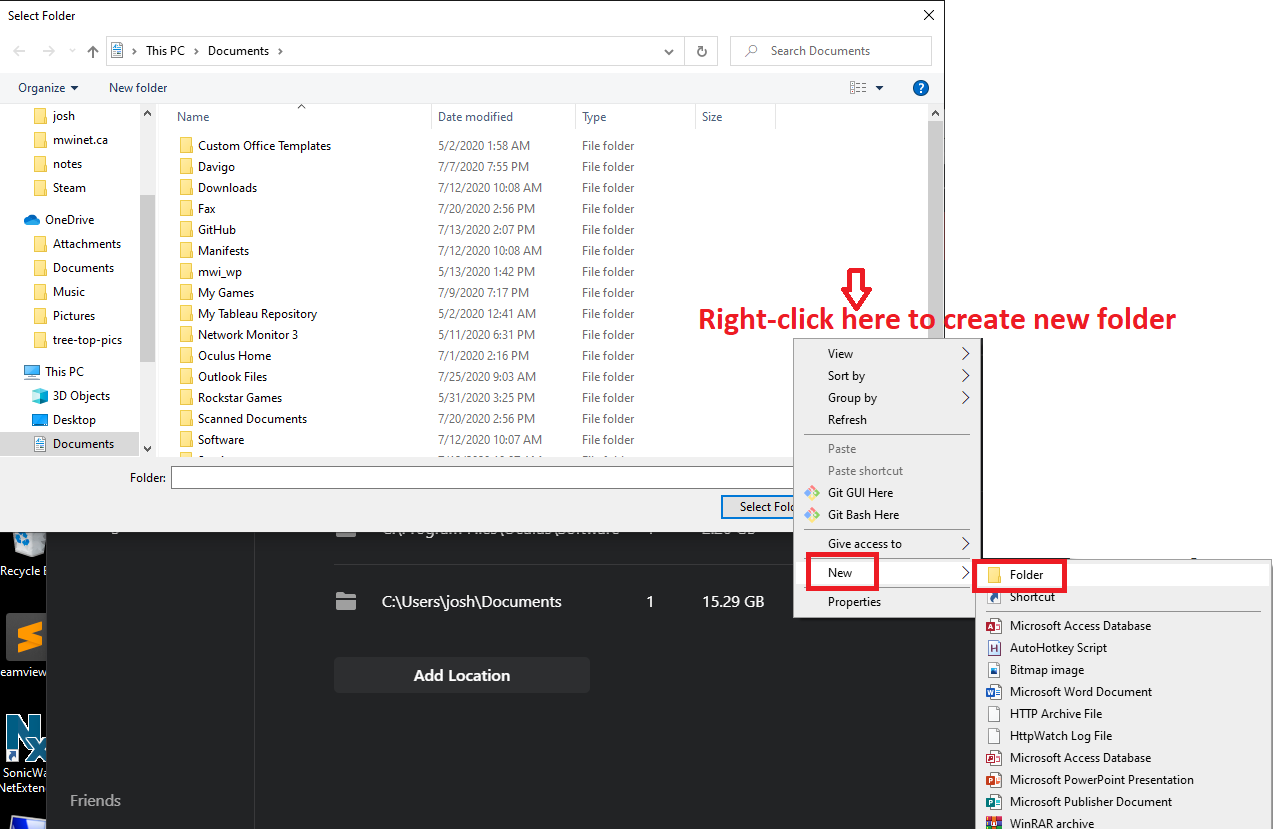 Select Folder
This PC > Documents >
Search Documents
Organize
New folder
josh
mwinet.ca
notes
Steam
OneDrive
Attachments
Documents
Music
Pictures
tree-top-pics
This PC
3D Objects
Desktop
Documents
Name Date modified Type Size
Custom Office Templates 5/2/2020 1:58 AM File folder
Davigo 7/7/2020 7:55 PM File folder
Downloads 7/12/2020 10:08 AM File folder
Fax 7/20/2020 2:56 PM File folder
GitHub 7/13/2020 2:07 PM File folder
Manifests 7/12/2020 10:08 AM File folder
mwi_wp 5/13/2020 1:42 PM File folder
My Games 7/9/2020 7:17 PM File folder
My Tableau Repository 5/2/2020 12:41 AM File folder
Network Monitor 3 5/11/2020 6:31 PM File folder
Oculus Home 7/1/2020 2:16 PM File folder
Outlook Files 7/25/2020 9:03 AM File folder
Rockstar Games 5/31/2020 3:25 PM File folder
Scanned Documents 7/20/2020 2:56 PM File folder
Software 7/12/2020 10:07 AM File folder
Right-click here to create new folder
Folder:
Select Fold
View
Sort by
Group by
Refresh
Paste
Paste shortcut
Git GUI Here
Git Bash Here
Give access to
New
Properties
Folder
Shortcut
Microsoft Access Database
AutoHotkey Script
Bitmap image
Microsoft Word Document
HTTP Archive File
HttpWatch Log File
Microsoft Access Database
Microsoft PowerPoint Presentation
Microsoft Publisher Document
WinRAR archive
C:\Program Files\Oculus\Software
C:\Users\josh\Documents 1 15.29 GB
Add Location
Friends
Recycle B
eamview
SonicWa
NetExten